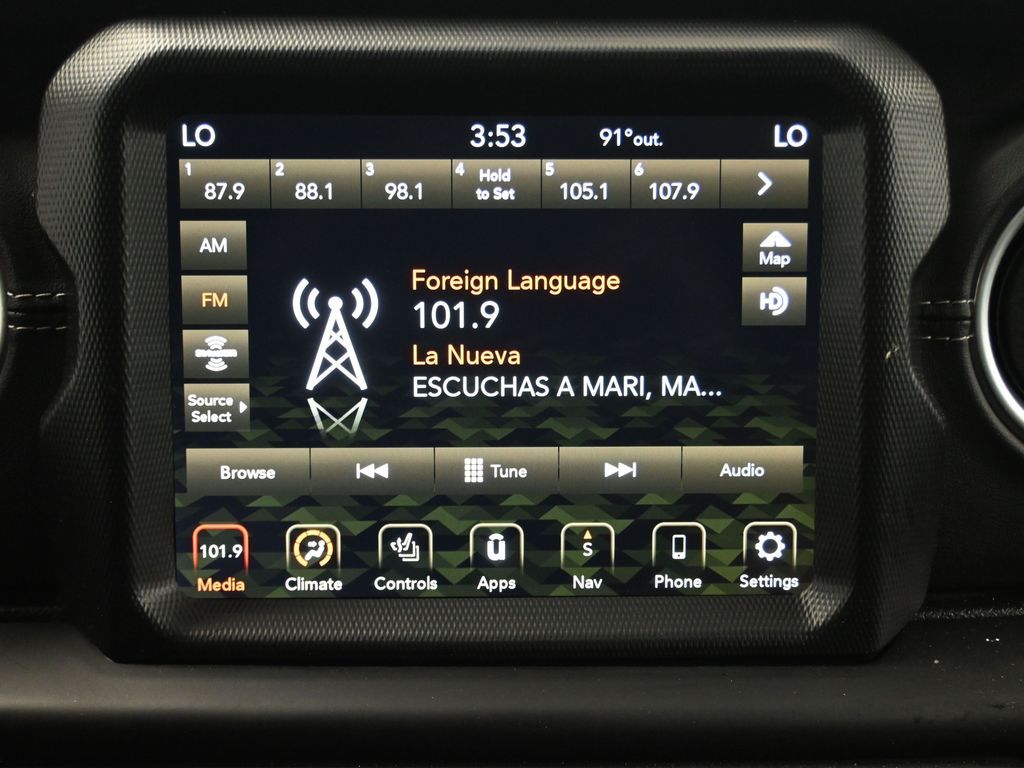 LO 3:53 91°out. LO
1 87.9
2 88.1
3 98.1
4 Hold to Set
5 105.1
6 107.9
AM
FM
SiriusXM
Source
Select
Foreign Language
101.9
La Nueva
ESCUCHAS A MARI, MA...
Map
HD
Browse
Tune
Audio
101.9
Media
Climate
Controls
u
Apps
S
Nav
Phone
Settings